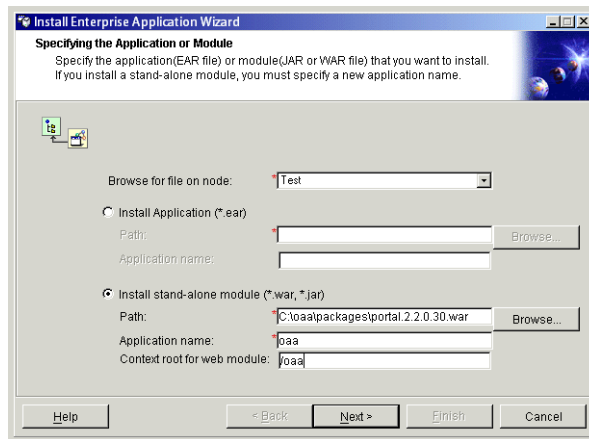 Install Enterprise Application Wizard
Specifying the Application or Module
Specify the application(EAR file) or module(JAR or WAR file) that you want to install.
If you install a stand-alone module, you must specify a new application name.
Browse for file on node: *Test
Install Application (*.ear)
Path: * Browse...
Application name:
Install stand-alone module (*.war, *.jar)
Path: *C:\oaa\packages\portal.2.2.0.30.war Browse...
Application name: *oaa
Context root for web module: /oaa
Help < Back Next > Finish Cancel